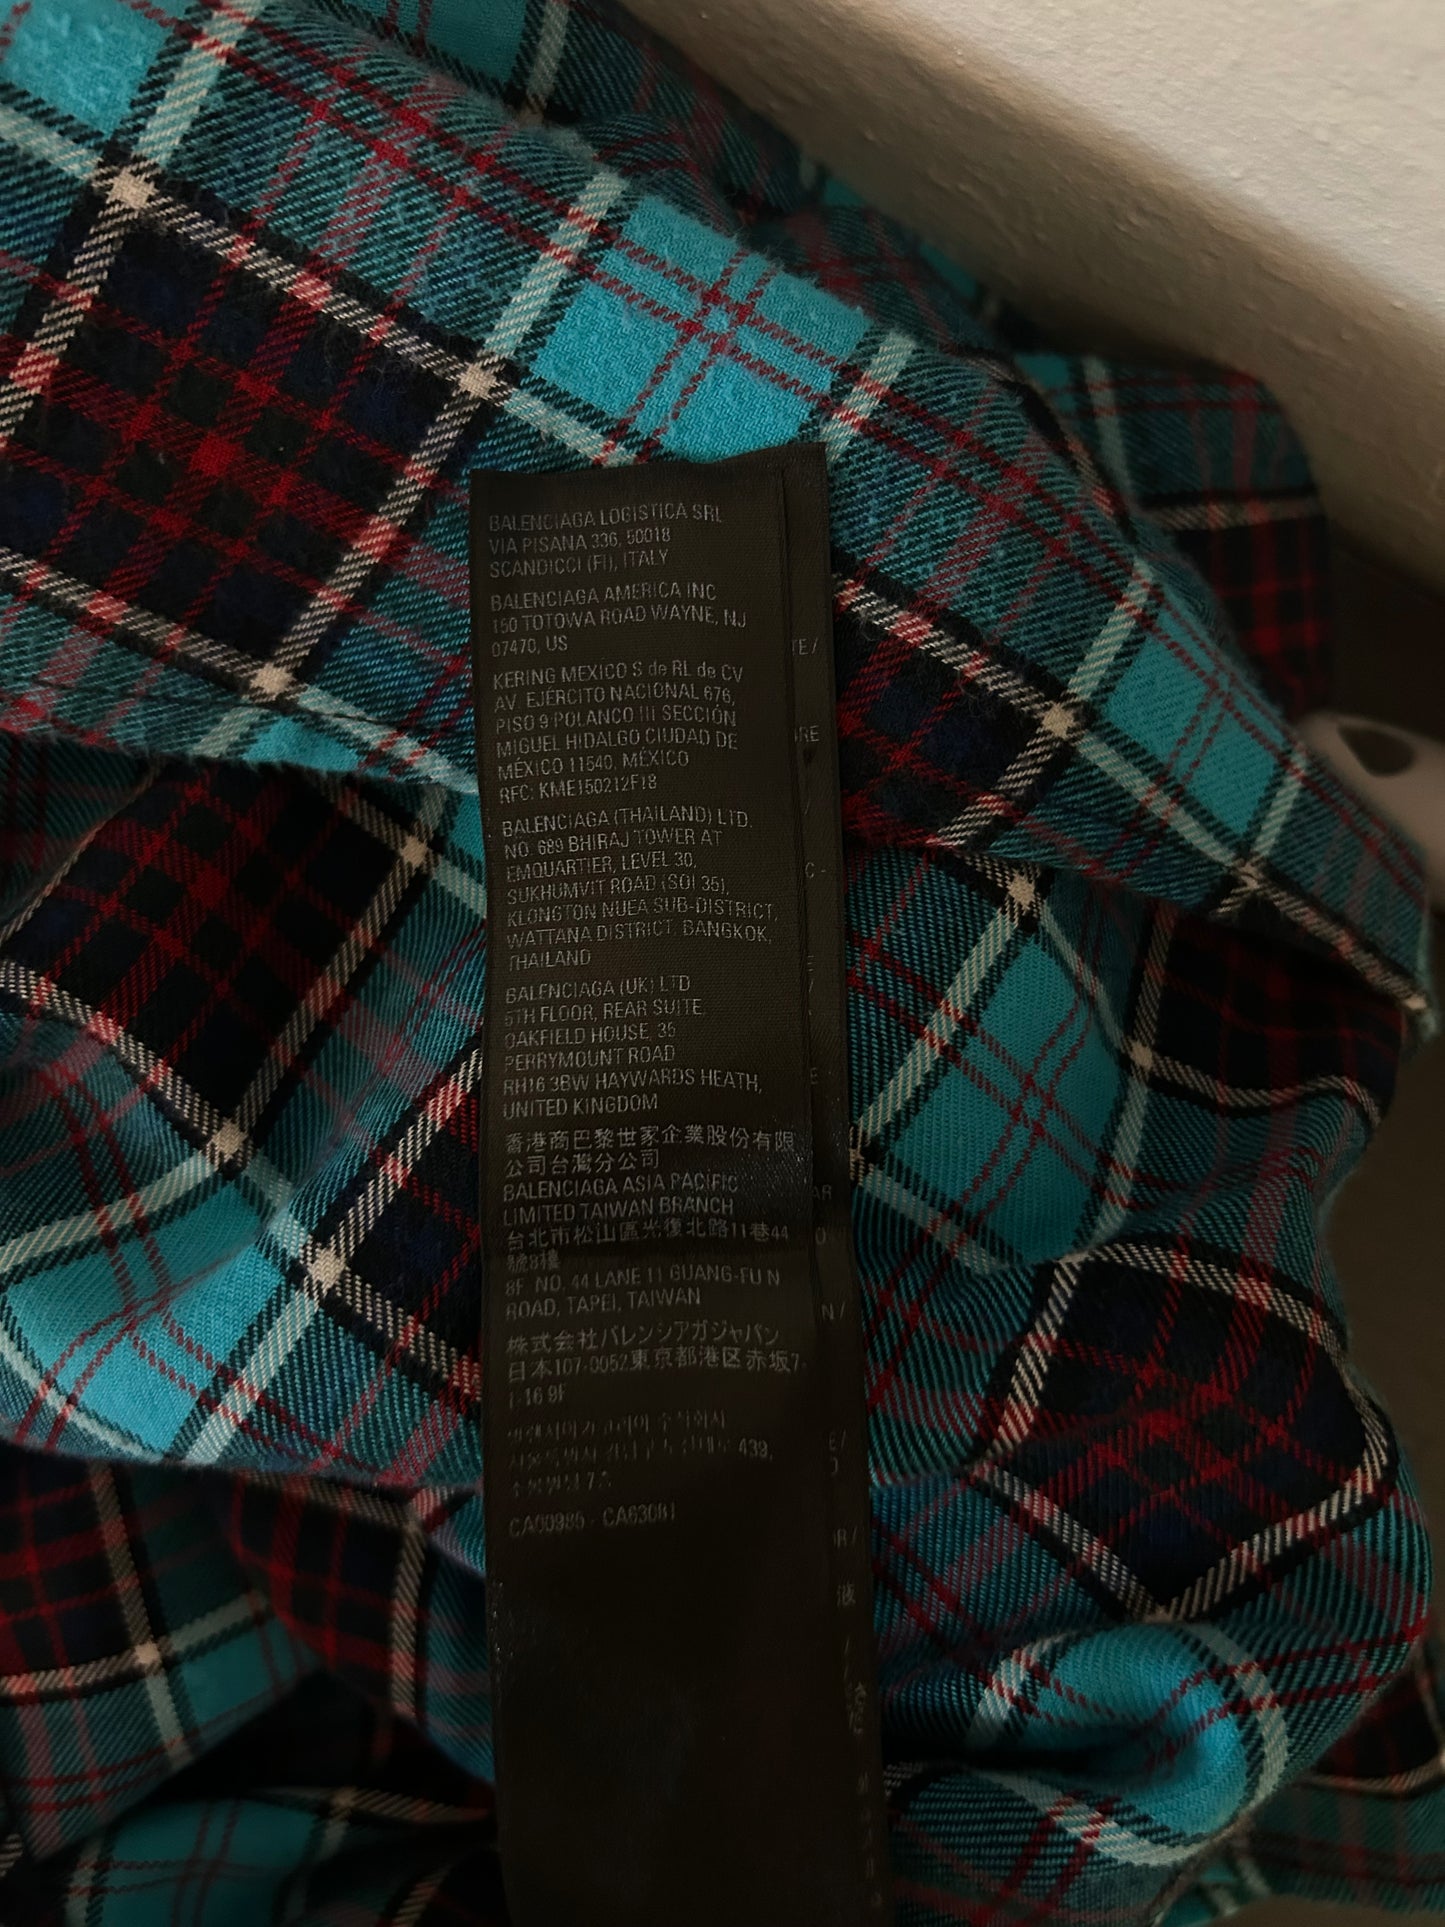 BALENCIAGA LOGISTICA SRL
VIA PISANA 336, 50018
SCANDICCI (FI), ITALY
BALENCIAGA AMERICA INC
150 TOTOWA ROAD WAYNE, NJ
07470, US
KERING MEXICO S de RL de CV
AV. EJÉRCITO NACIONAL 676,
PISO 9 POLANCO III SECCIÓN
MIGUEL HIDALGO CIUDAD DE
MÉXICO 11540, MÉXICO
RFC: KME150212F18
BALENCIAGA (THAILAND) LTD.
NO. 689 BHIRAJ TOWER AT
EMQUARTIER, LEVEL 30,
SUKHUMVIT ROAD (SOI 35),
KLONGTON NUEA SUB-DISTRICT,
WATTANA DISTRICT, BANGKOK,
THAILAND
BALENCIAGA (UK) LTD
5TH FLOOR, REAR SUITE,
OAKFIELD HOUSE, 35
PERRYMOUNT ROAD
RH16 3BW HAYWARDS HEATH,
UNITED KINGDOM
香港商巴黎世家企業股份有限
公司台灣分公司
BALENCIAGA ASIA PACIFIC
LIMITED TAIWAN BRANCH
台北市松山區光復北路11巷44
號8樓
8F NO. 44 LANE 11 GUANG-FU N
ROAD, TAPEI, TAIWAN
株式会社バレンシアガジャパン
日本107-0052東京都港区赤坂7-
1-16 9F
439,
CA00985 - CA63081
TE /
RE
C -
E
/
E
AR
O
N /
E /
O
R /
液